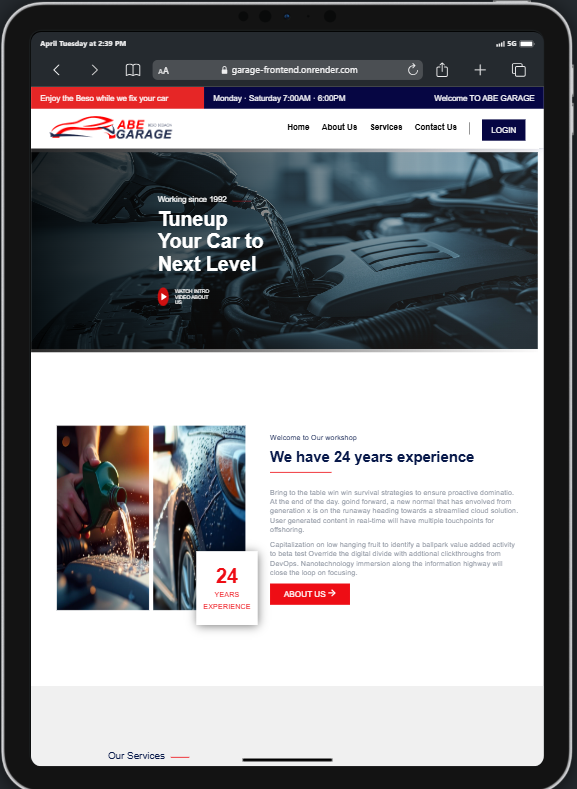 April Tuesday at 2:39 PM
5G
AA
garage-frontend.onrender.com
Enjoy the Beso while we fix your car
Monday - Saturday 7:00AM - 6:00PM
Welcome TO ABE GARAGE
ABE
GARAGE
Home
About Us
Services
Contact Us
LOGIN
Working since 1992
Tuneup
Your Car to
Next Level
WATCH INTRO
VIDEO ABOUT
US
Welcome to Our workshop
We have 24 years experience
Bring to the table win win survival strategies to ensure proactive dominatio.
At the end of the day. goind forward, a new normal that has envolved from
generation x is on the runaway heading towards a streamlied cloud solution.
User generated content in real-time will have multiple touchpoints for
offshoring.
Capitalization on low hanging fruit to identify a ballpark value added activity
to beta test Override the digital divide with addtional clickthroughs from
DevOps. Nanotechnology immersion along the information highway will
close the loop on focusing.
24
YEARS
EXPERIENCE
ABOUT US
Our Services